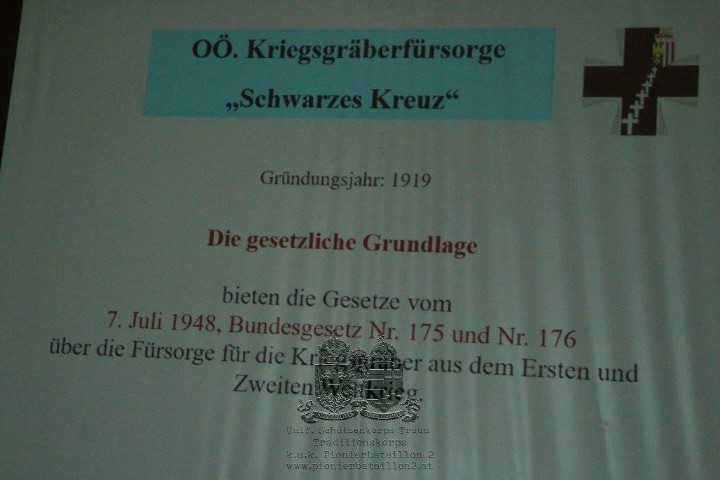 OÖ. Kriegsgräberfürsorge
„Schwarzes Kreuz“
Gründungsjahr: 1919
Die gesetzliche Grundlage
bieten die Gesetze vom
7. Juli 1948, Bundesgesetz Nr. 175 und Nr. 176
über die Fürsorge für die Kriegsgräber aus dem Ersten und
Zweiten Weltkrieg.
Unif. Schützenkorps Traun
Traditionskorps
k.u.k. Pionierbataillon 2
www.pionierbataillon2.at